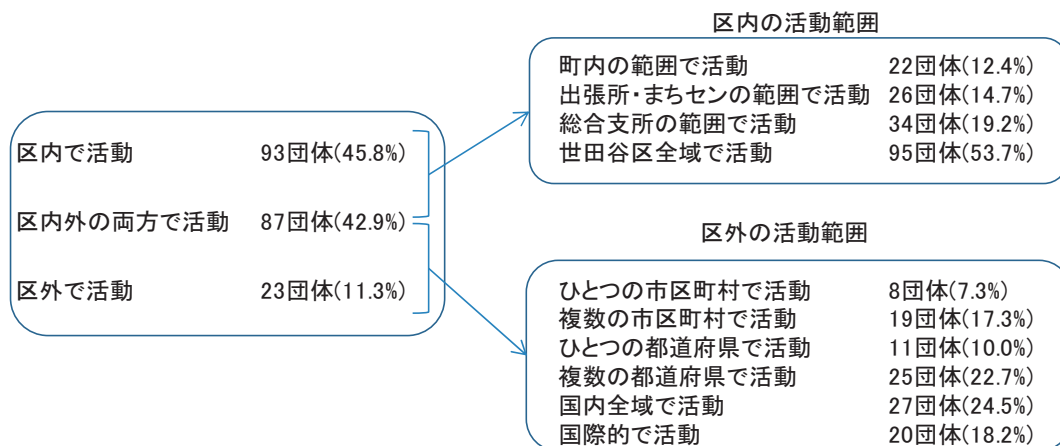 区内で活動 93団体(45.8%)
区内外の両方で活動 87団体(42.9%)
区外で活動 23団体(11.3%)
区内の活動範囲
町内の範囲で活動 22団体(12.4%)
出張所・まちセンの範囲で活動 26団体(14.7%)
総合支所の範囲で活動 34団体(19.2%)
世田谷区全域で活動 95団体(53.7%)
区外の活動範囲
ひとつの市区町村で活動 8団体(7.3%)
複数の市区町村で活動 19団体(17.3%)
ひとつの都道府県で活動 11団体(10.0%)
複数の都道府県で活動 25団体(22.7%)
国内全域で活動 27団体(24.5%)
国際的で活動 20団体(18.2%)